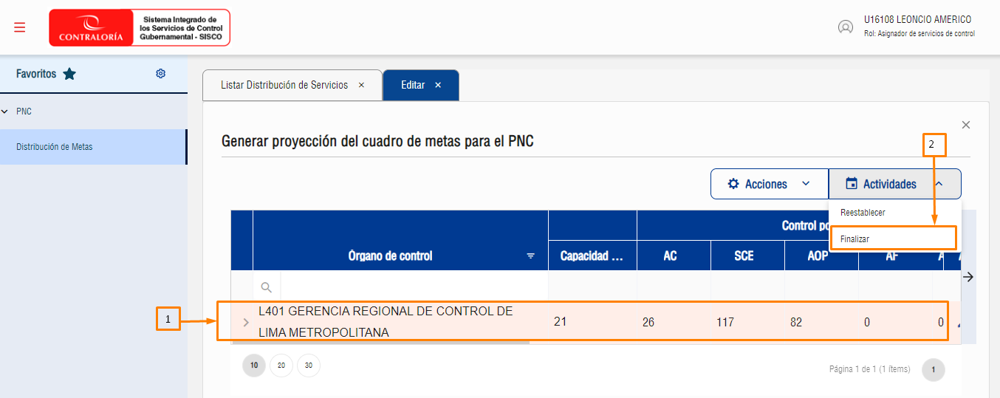 CONTRALORÍA
Sistema Integrado de
los Servicios de Control
Gubernamental - SISCO
U16108 LEONCIO AMERICO
Rol: Asignador de servicios de control
Favoritos
PNC
Distribución de Metas
Listar Distribución de Servicios ×
Editar ×
Generar proyección del cuadro de metas para el PNC
2
Acciones
Actividades
Reestablecer
Finalizar
Control
Órgano de control
Capacidad ...
AC
SCE
AOP
AF
1
L401 GERENCIA REGIONAL DE CONTROL DE
LIMA METROPOLITANA
21
26
117
82
0
0
10
20
30
Página 1 de 1 (1 ítems)
1